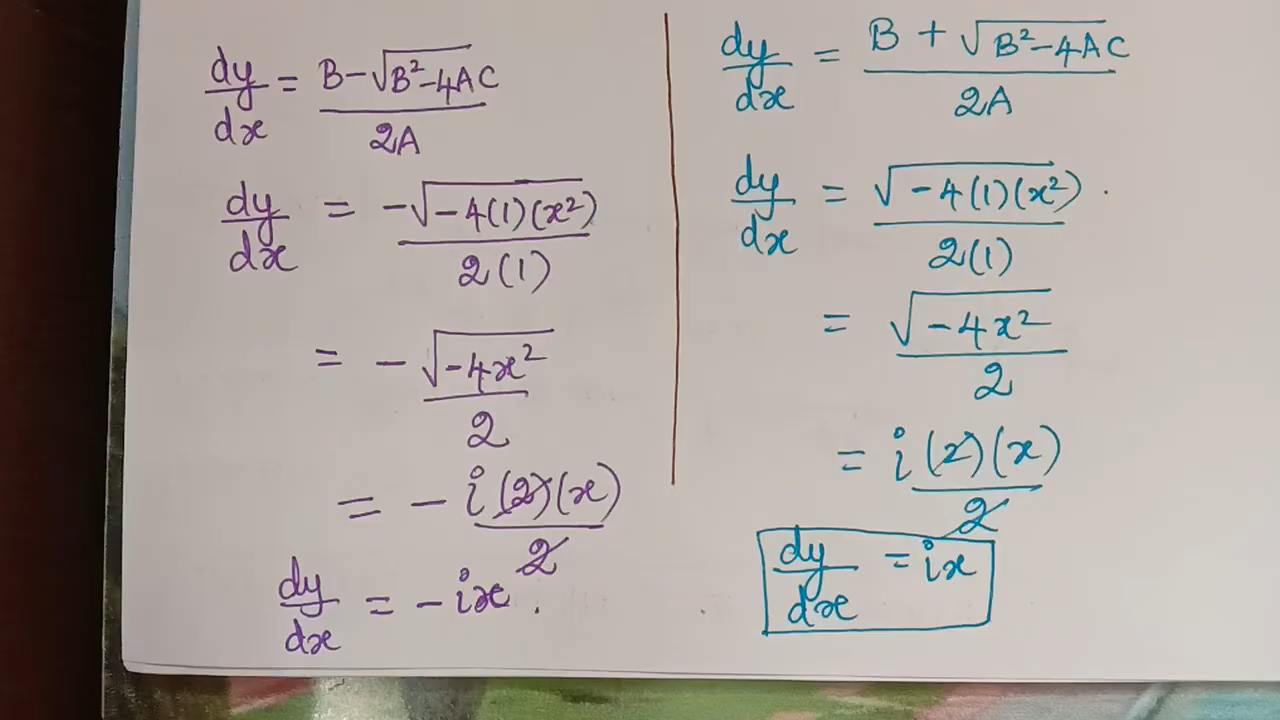 dy/dx = (B - √(B² - 4AC))/2A
dy/dx = -√(-4(1)(x²))/2(1)
= - √(-4x²)/2
= - i(2)(x)/2
dy/dx = - ix .
dy/dx = (B + √(B² - 4AC))/2A
dy/dx = √(-4(1)(x²))/2(1) .
= √(-4x²)/2
= i(2)(x)/2
dy/dx = ix